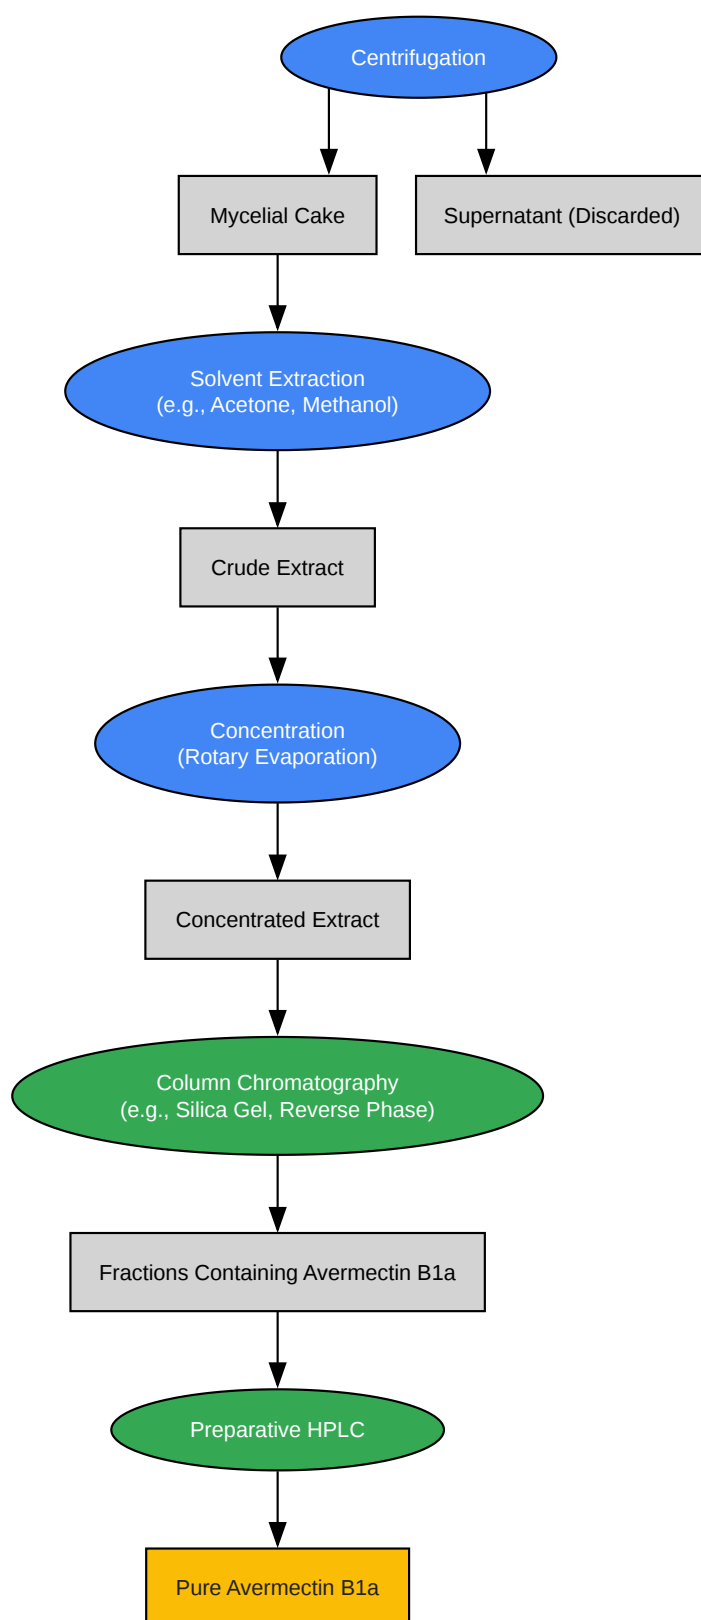 Centrifugation
Mycelial Cake
Supernatant (Discarded)
Solvent Extraction
(e.g., Acetone, Methanol)
Crude Extract
Concentration
(Rotary Evaporation)
Concentrated Extract
Column Chromatography
(e.g., Silica Gel, Reverse Phase)
Fractions Containing Avermectin B1a
Preparative HPLC
Pure Avermectin B1a